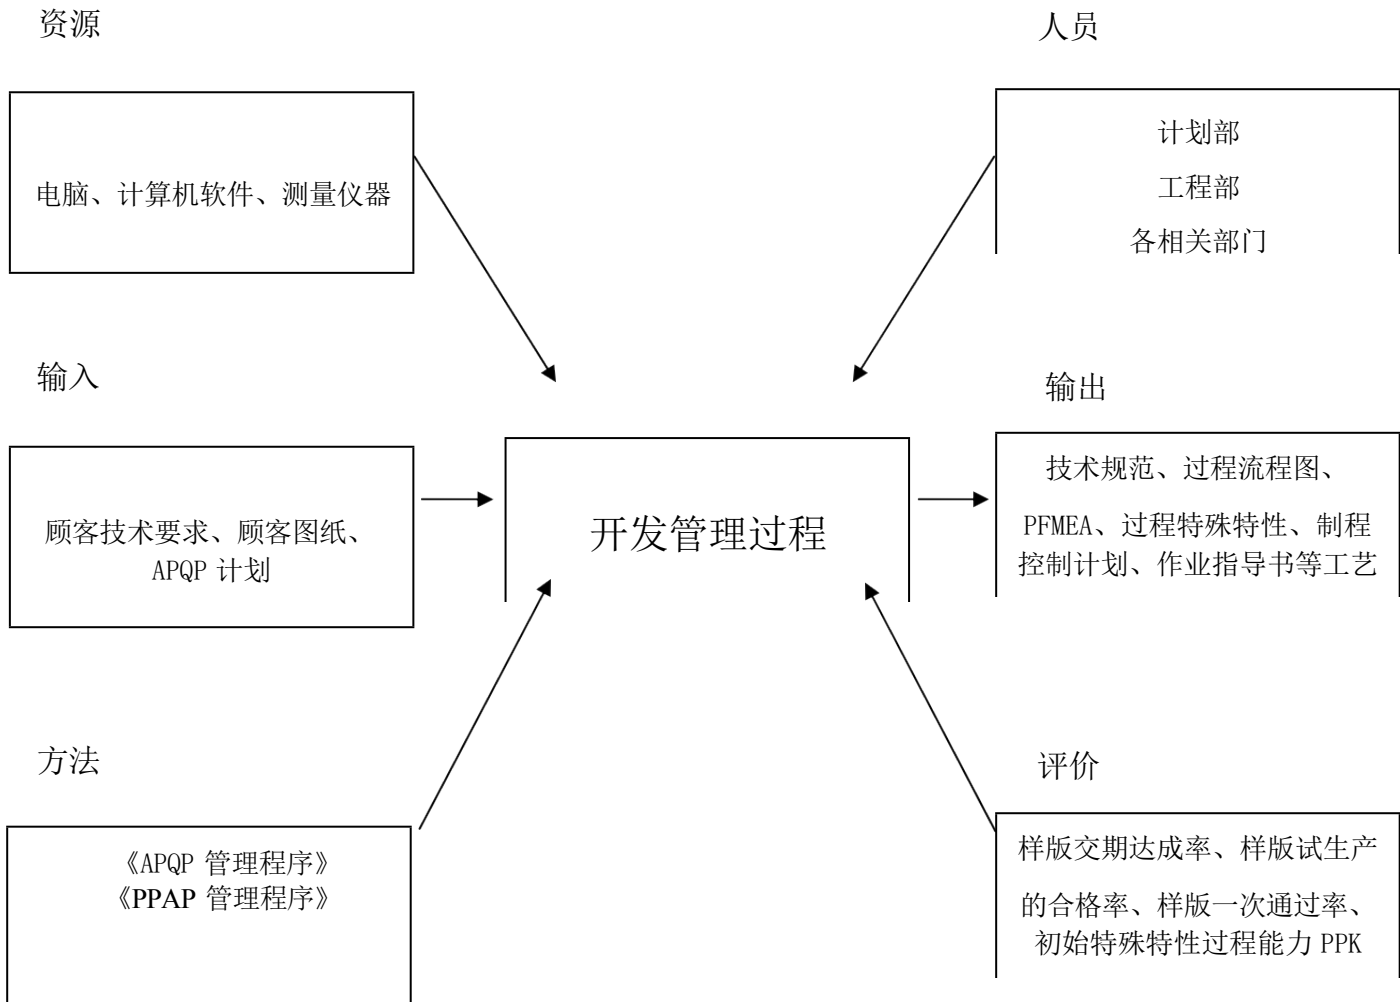 资源
人员
电脑、计算机软件、测量仪器
计划部
工程部
各相关部门
输入
输出
顾客技术要求、顾客图纸、
APQP 计划
开发管理过程
技术规范、过程流程图、
PFMEA、过程特殊特性、制程
控制计划、作业指导书等工艺
方法
评价
《APQP 管理程序》
《PPAP 管理程序》
样版交期达成率、样版试生产
的合格率、样版一次通过率、
初始特殊特性过程能力 PPK